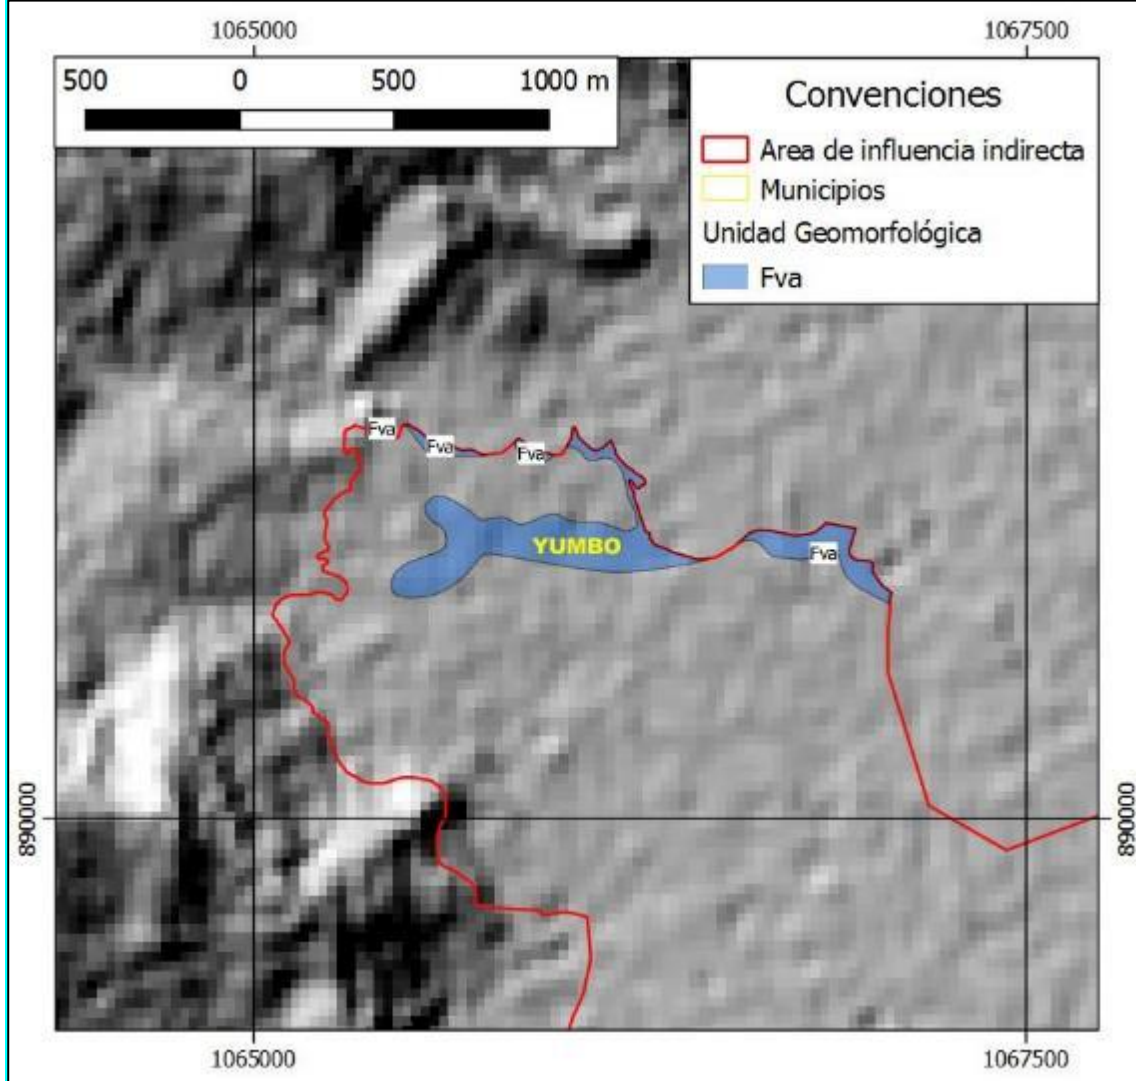 1065000 1067500
500 0 500 1000 m
Convenciones
Area de influencia indirecta
Municipios
Unidad Geomorfológica
Fva
Fva
Fva
Fva
YUMBO
Fva
890000 890000
1065000 1067500